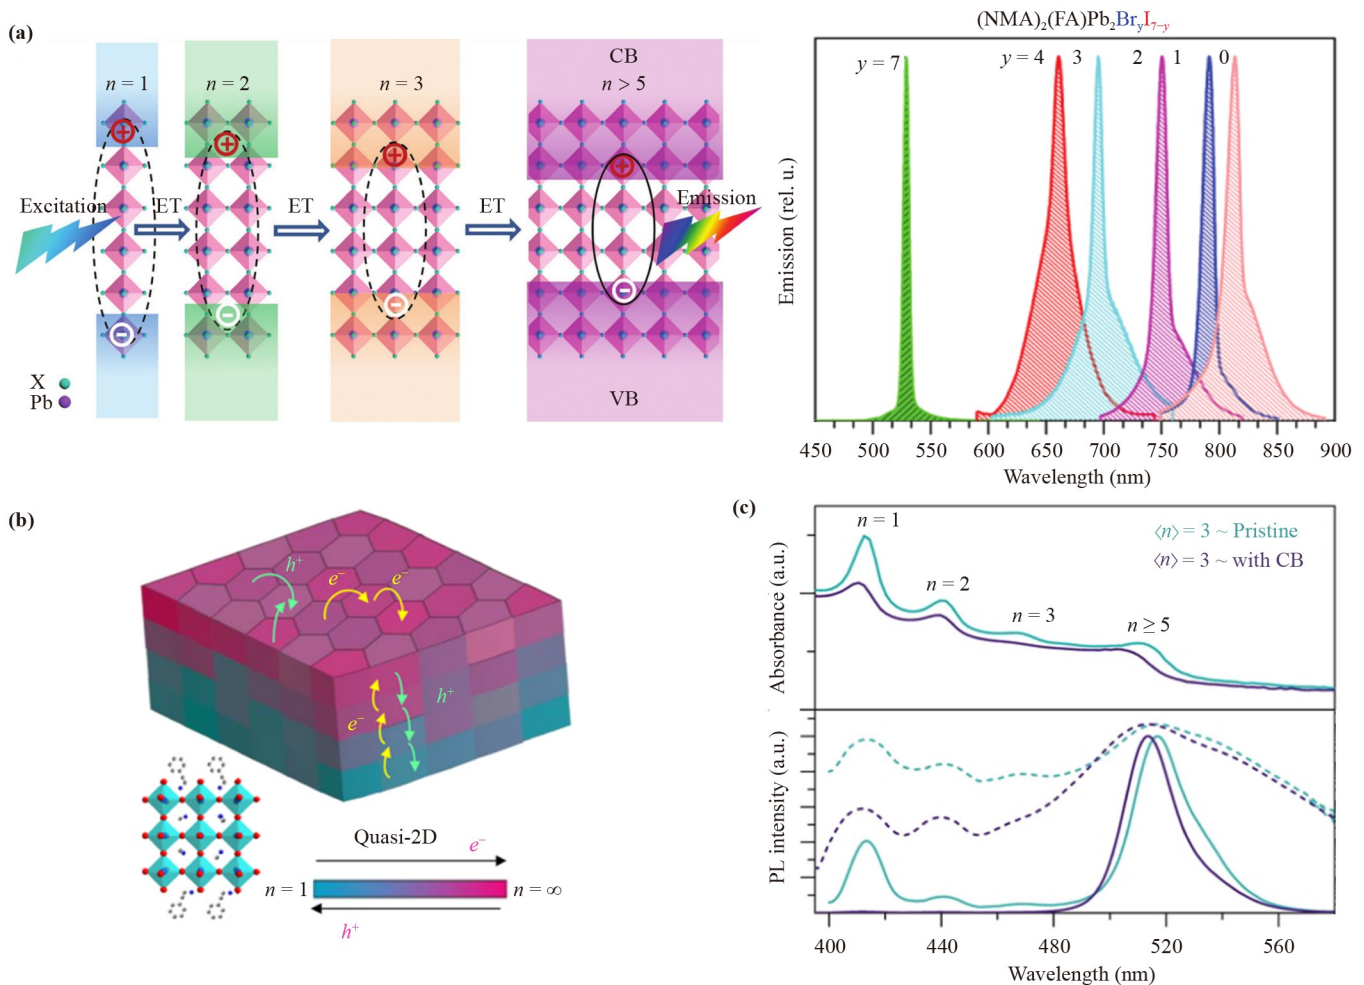 (a)
CB
n = 1
n = 2
n = 3
n > 5
Excitation
ET
ET
ET
Emission
X
Pb
VB
(NMA)₂(FA)Pb₂BrᵧI₇₋ᵧ
y = 7
y = 4
3
2
1
0
Emission (rel. u.)
450 500 550 600 650 700 750 800 850 900
Wavelength (nm)
(b)
h⁺
e⁻
e⁻
h⁺
e⁻
Quasi-2D
e⁻
n = 1
n = ∞
h⁺
(c)
n = 1
⟨n⟩ = 3 ~ Pristine
⟨n⟩ = 3 ~ with CB
n = 2
n = 3
n ≥ 5
Absorbance (a.u.)
PL intensity (a.u.)
400 440 480 520 560
Wavelength (nm)